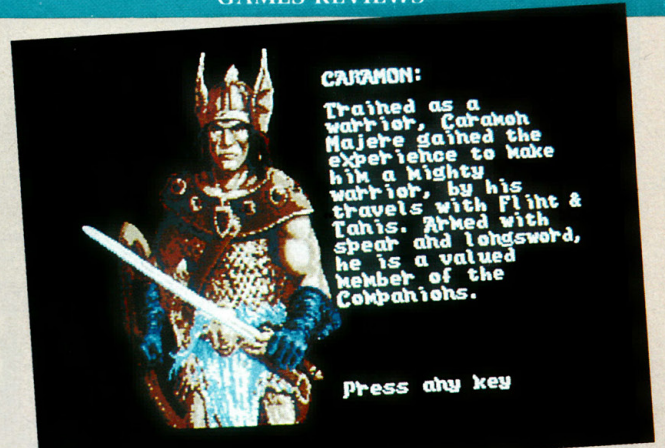 GAMES REVIEWS
CARAMON:
Trained as a
warrior, Caramon
Majere gained the
experience to make
him a mighty
warrior, by his
travels with Flint &
Tanis. Armed with
spear and longsword,
he is a valued
member of the
Companions.
Press any key